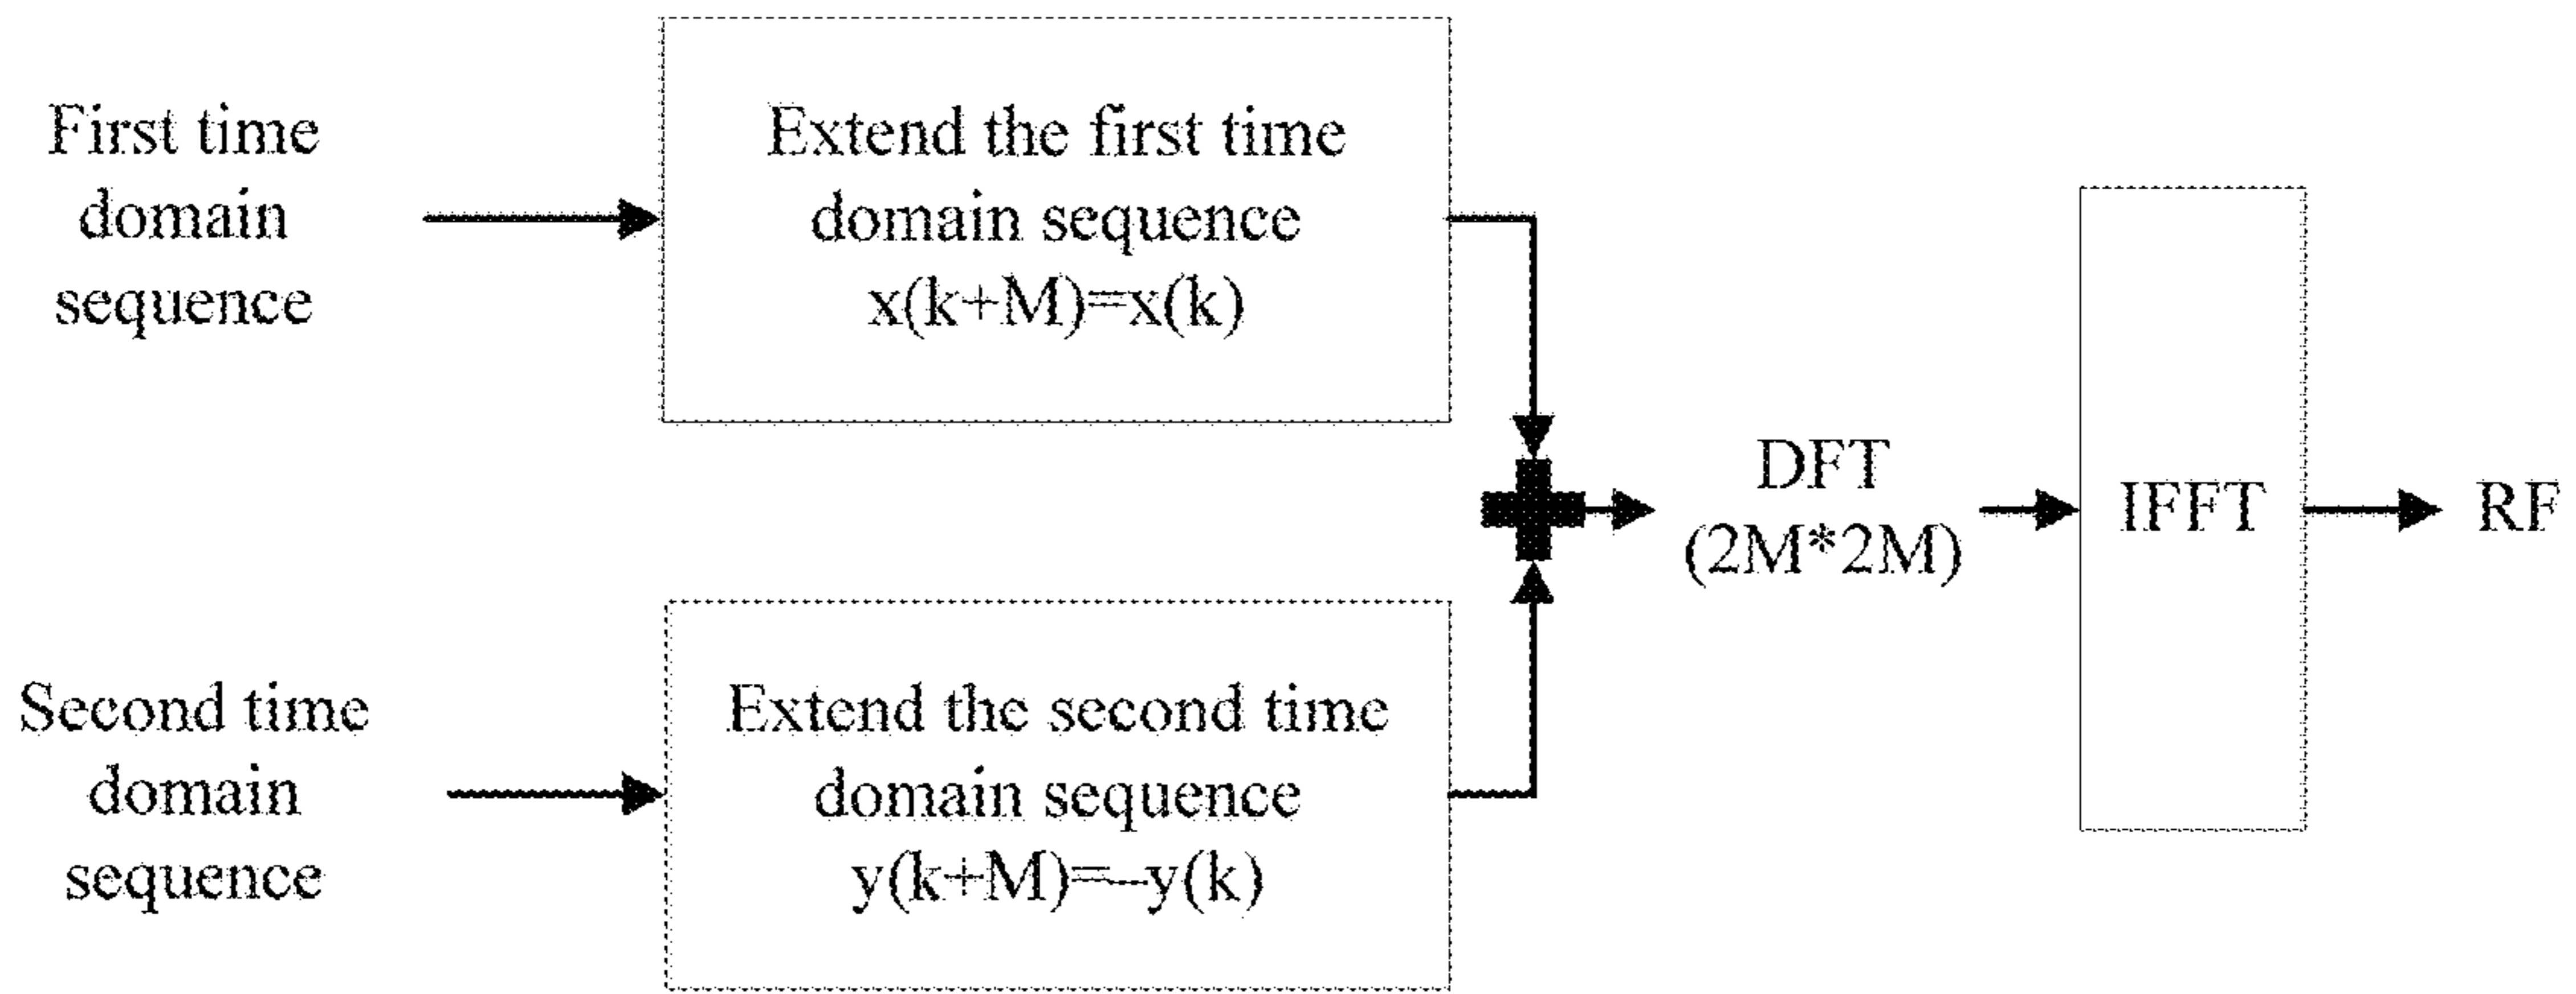 First time
domain
sequence
Extend the first time
domain sequence
x(k+M)=x(k)
DFT
(2M*2M)
IFFT
RF
Second time
domain
sequence
Extend the second time
domain sequence
y(k+M)=–y(k)